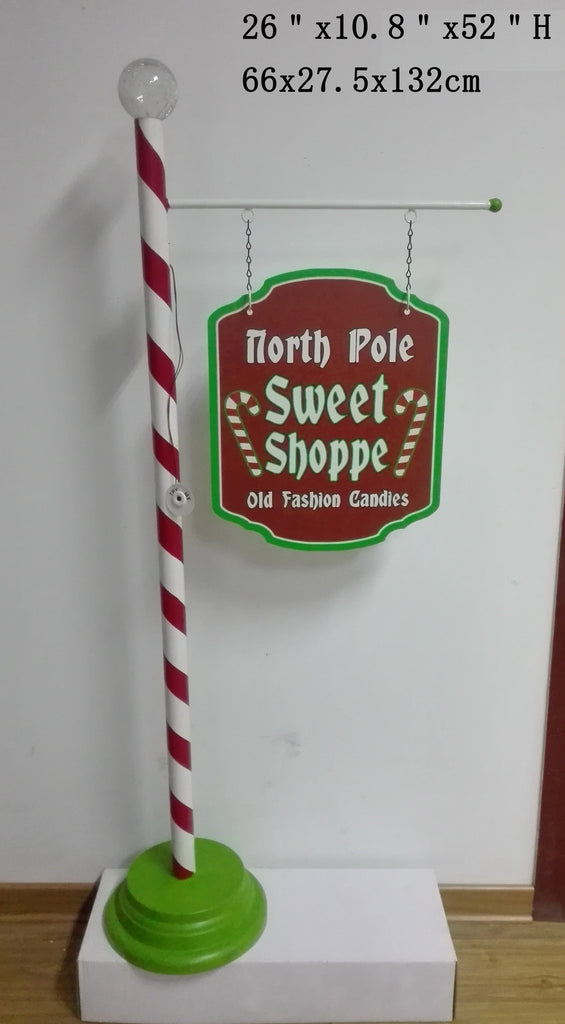 26"x10.8"x52"H
66x27.5x132cm
North Pole
Sweet
Shoppe
Old Fashion Candies